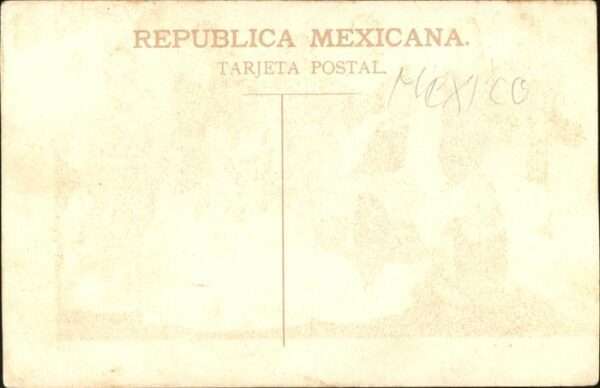 REPUBLICA MEXICANA.
TARJETA POSTAL.
MEXICO